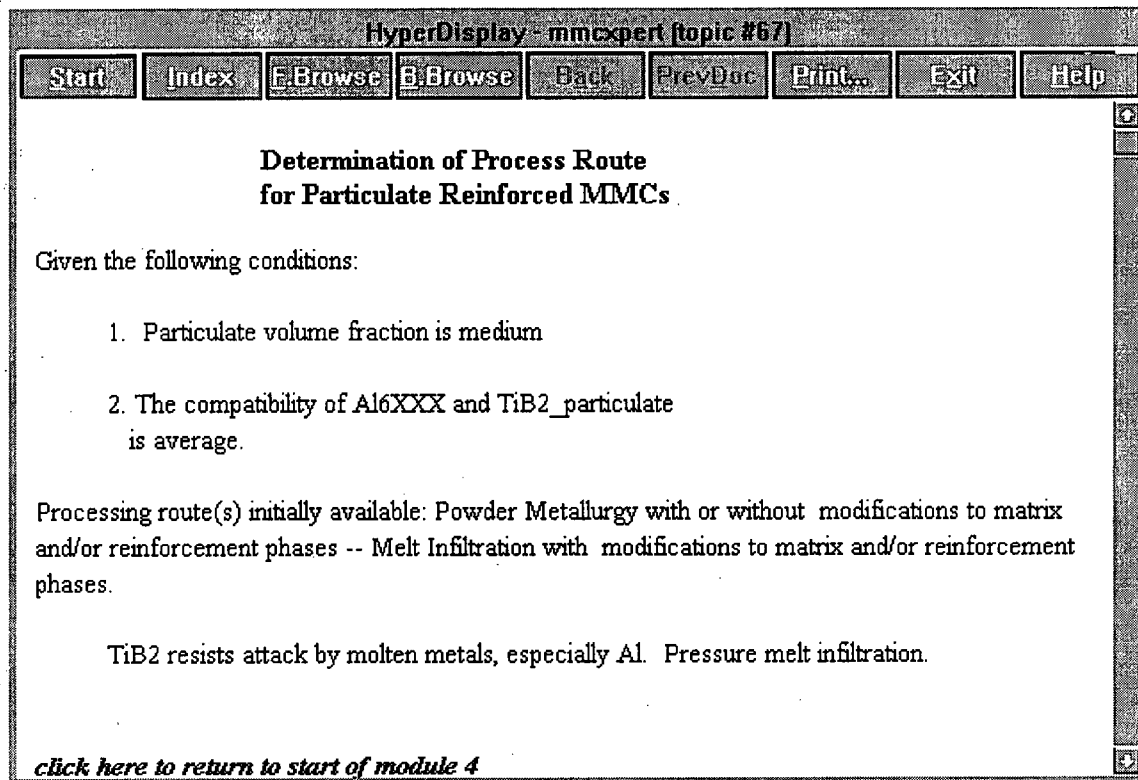 HyperDisplay - mmcxpert [topic #67]
Start Index F.Browse B.Browse Back PrevDoc Print... Exit Help
Determination of Process Route
for Particulate Reinforced MMCs
Given the following conditions:
1. Particulate volume fraction is medium
2. The compatibility of Al6XXX and TiB2_particulate
is average.
Processing route(s) initially available: Powder Metallurgy with or without modifications to matrix
and/or reinforcement phases -- Melt Infiltration with modifications to matrix and/or reinforcement
phases.
TiB2 resists attack by molten metals, especially Al. Pressure melt infiltration.
click here to return to start of module 4